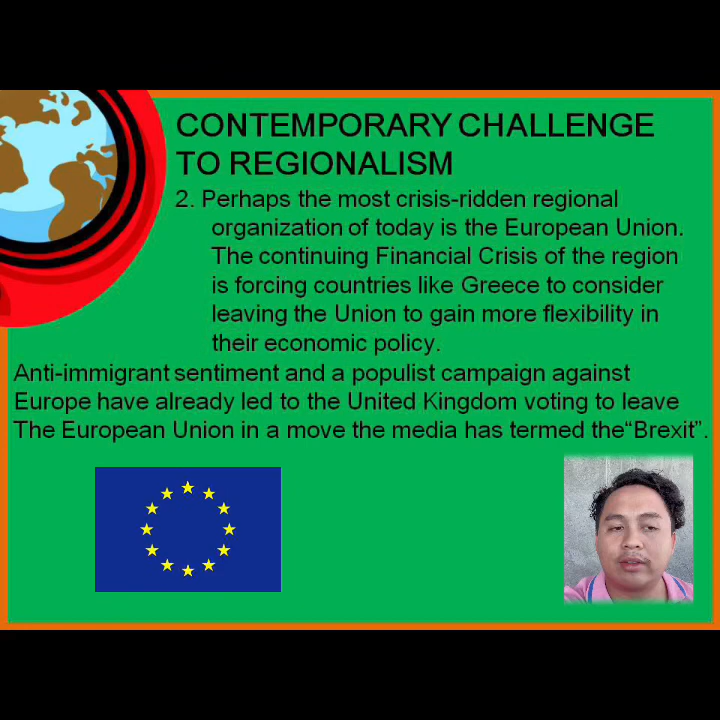 CONTEMPORARY CHALLENGE
TO REGIONALISM
2. Perhaps the most crisis-ridden regional
organization of today is the European Union.
The continuing Financial Crisis of the region
is forcing countries like Greece to consider
leaving the Union to gain more flexibility in
their economic policy.
Anti-immigrant sentiment and a populist campaign against
Europe have already led to the United Kingdom voting to leave
The European Union in a move the media has termed the“Brexit”.